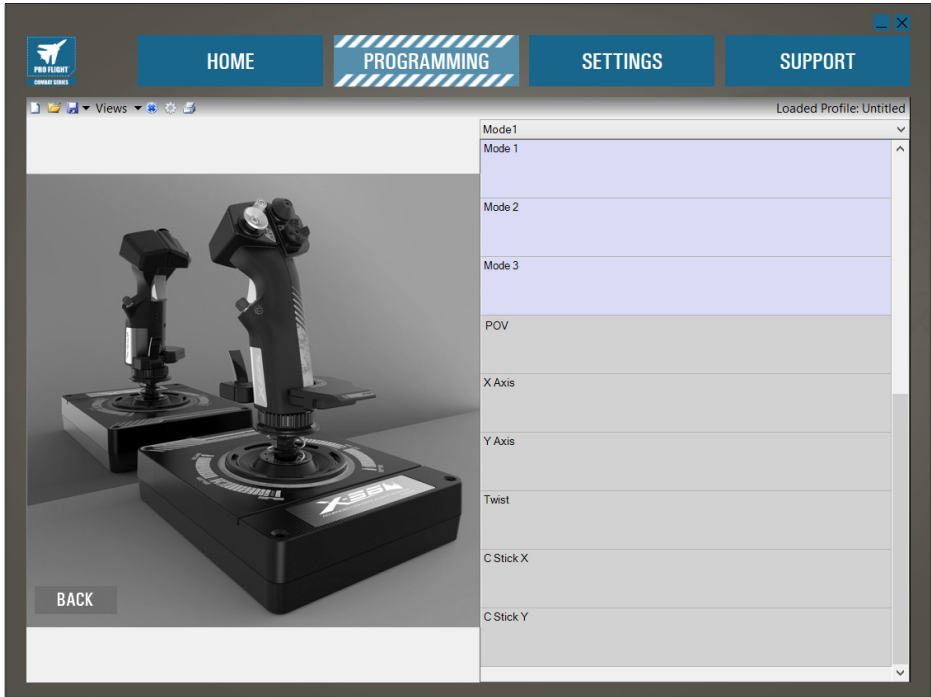 PRO FLIGHT
COMBAT SERIES
HOME
PROGRAMMING
SETTINGS
SUPPORT
Views
Loaded Profile: Untitled
Mode1
Mode 1
Mode 2
Mode 3
POV
X Axis
Y Axis
Twist
C Stick X
C Stick Y
X-56
BACK